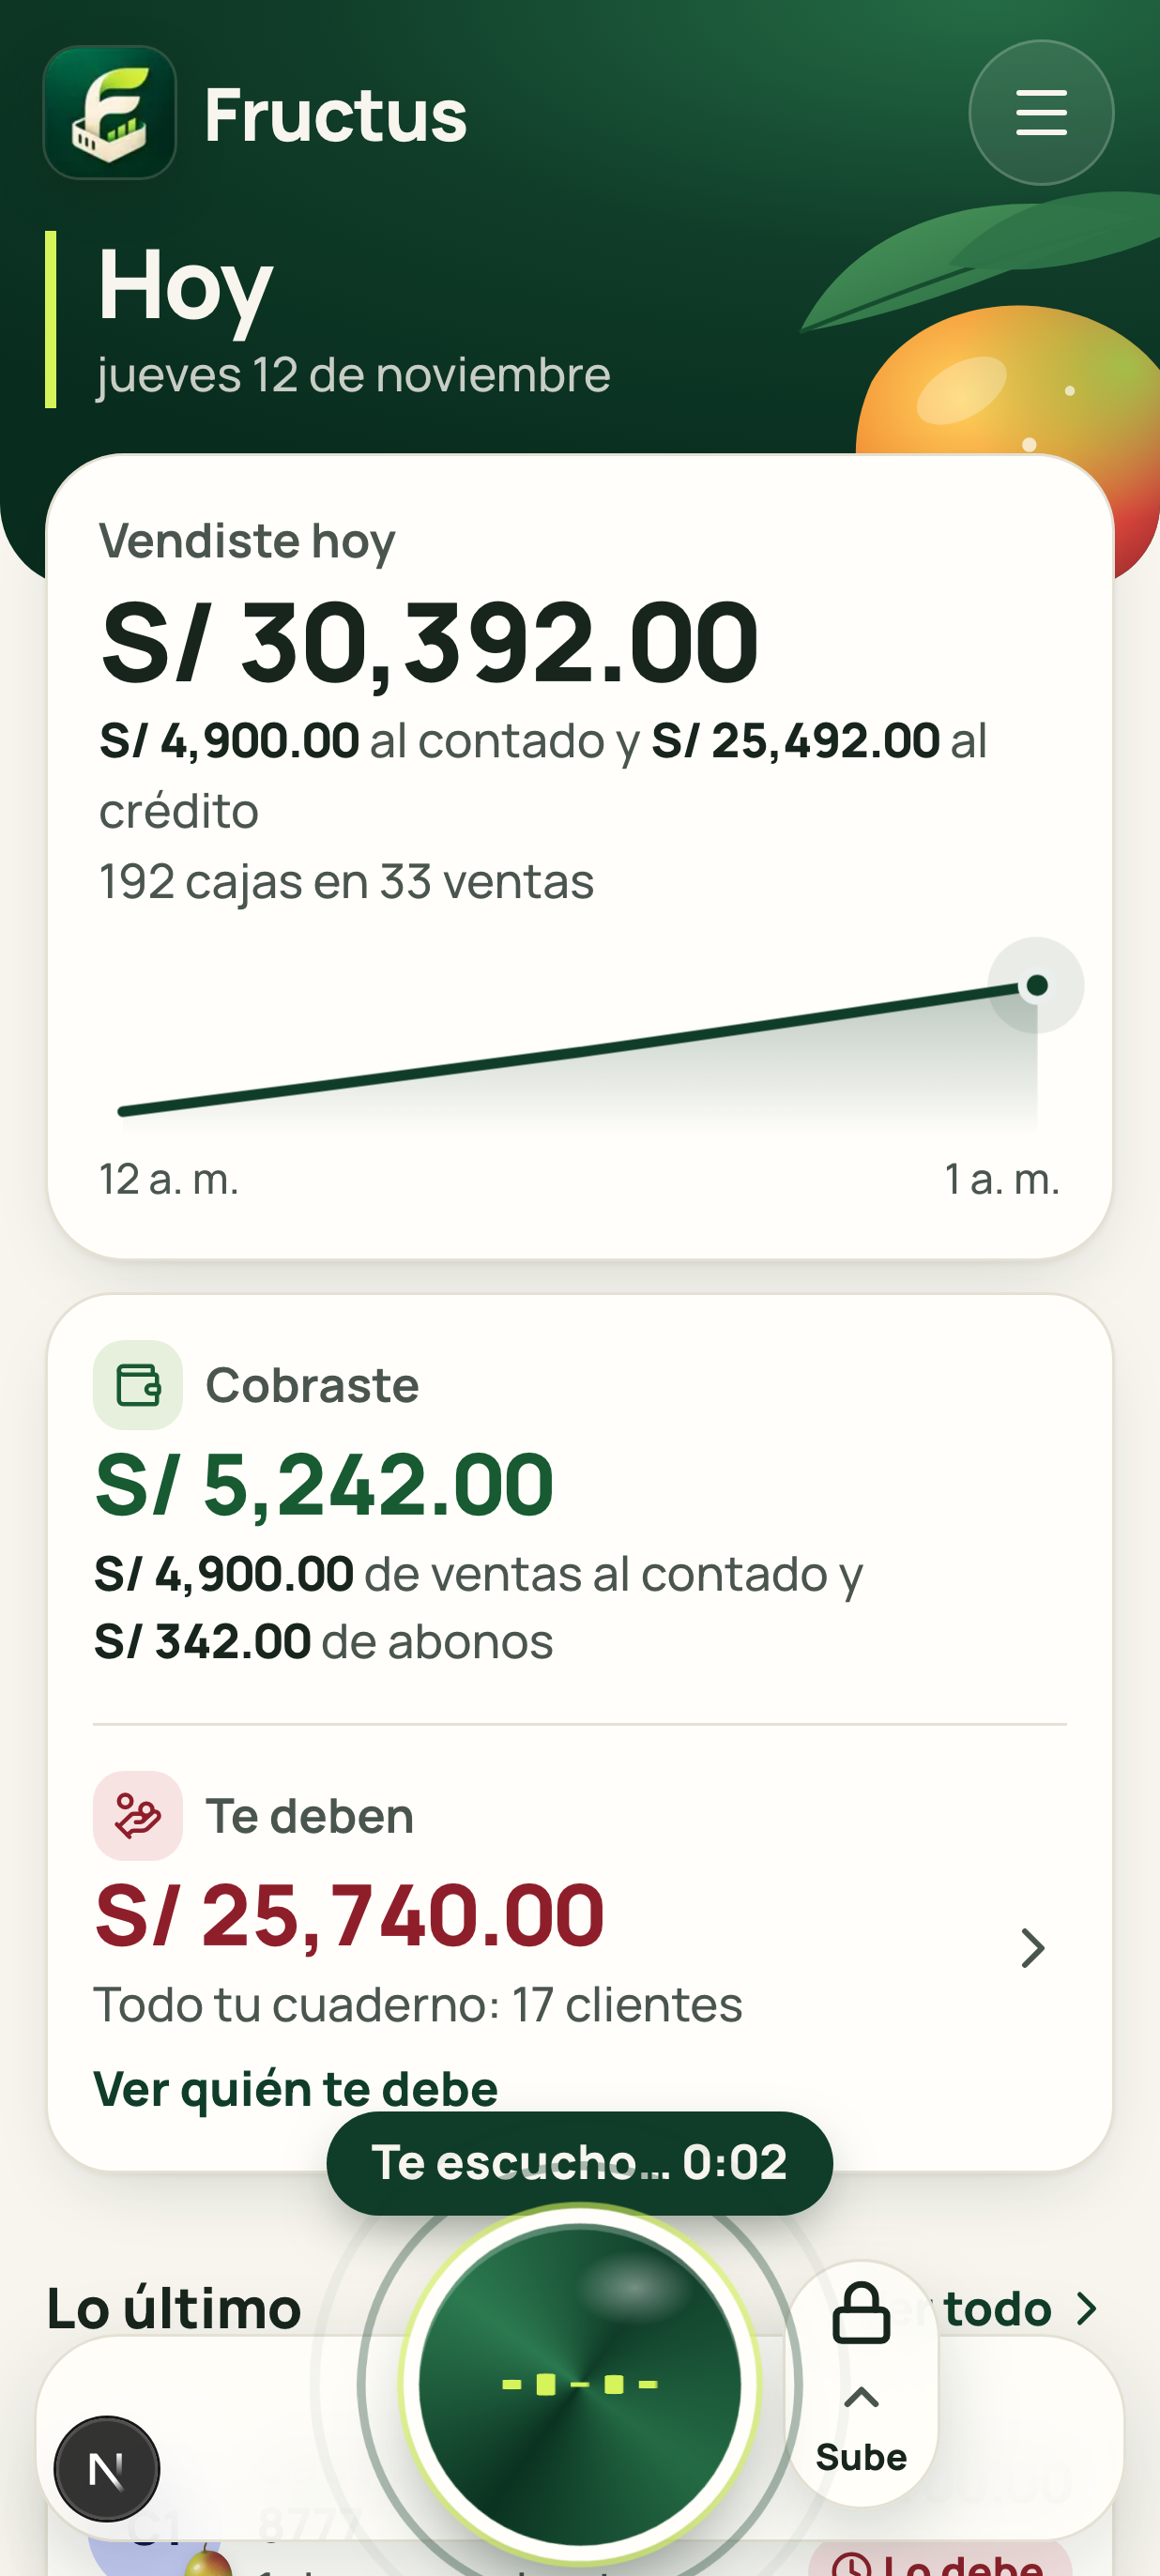 Fructus
Hoy
jueves 12 de noviembre
Vendiste hoy
S/ 30,392.00
S/ 4,900.00 al contado y S/ 25,492.00 al
crédito
192 cajas en 33 ventas
12 a. m.
1 a. m.
Cobraste
S/ 5,242.00
S/ 4,900.00 de ventas al contado y
S/ 342.00 de abonos
Te deben
S/ 25,740.00
Todo tu cuaderno: 17 clientes
Ver quién te debe
Te escucho… 0:02
Lo último
todo
Sube
N
8777
Lo debe